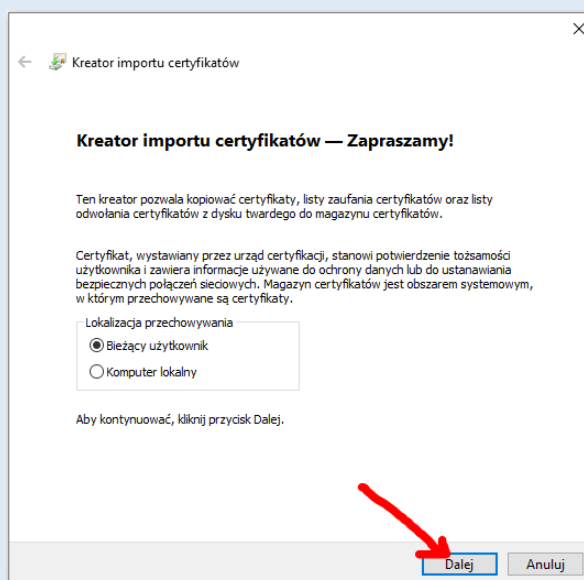 Kreator importu certyfikatów
Kreator importu certyfikatów — Zapraszamy!
Ten kreator pozwala kopiować certyfikaty, listy zaufania certyfikatów oraz listy
odwołania certyfikatów z dysku twardego do magazynu certyfikatów.
Certyfikat, wystawiany przez urząd certyfikacji, stanowi potwierdzenie tożsamości
użytkownika i zawiera informacje używane do ochrony danych lub do ustanawiania
bezpiecznych połączeń sieciowych. Magazyn certyfikatów jest obszarem systemowym,
w którym przechowywane są certyfikaty.
Lokalizacja przechowywania
Bieżący użytkownik
Komputer lokalny
Aby kontynuować, kliknij przycisk Dalej.
Dalej
Anuluj